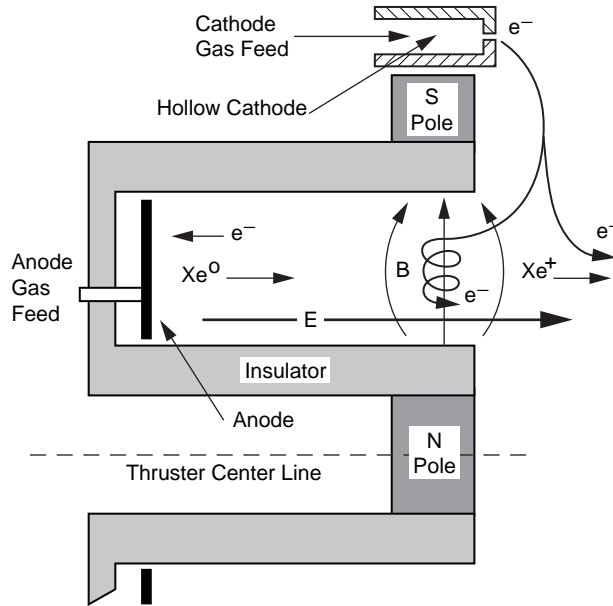 Cathode
Gas Feed
e⁻
Hollow Cathode
S
Pole
e⁻
Anode
Gas
Feed
Xe⁰
B
e⁻
Xe⁺
e⁻
E
Insulator
Anode
N
Pole
Thruster Center Line